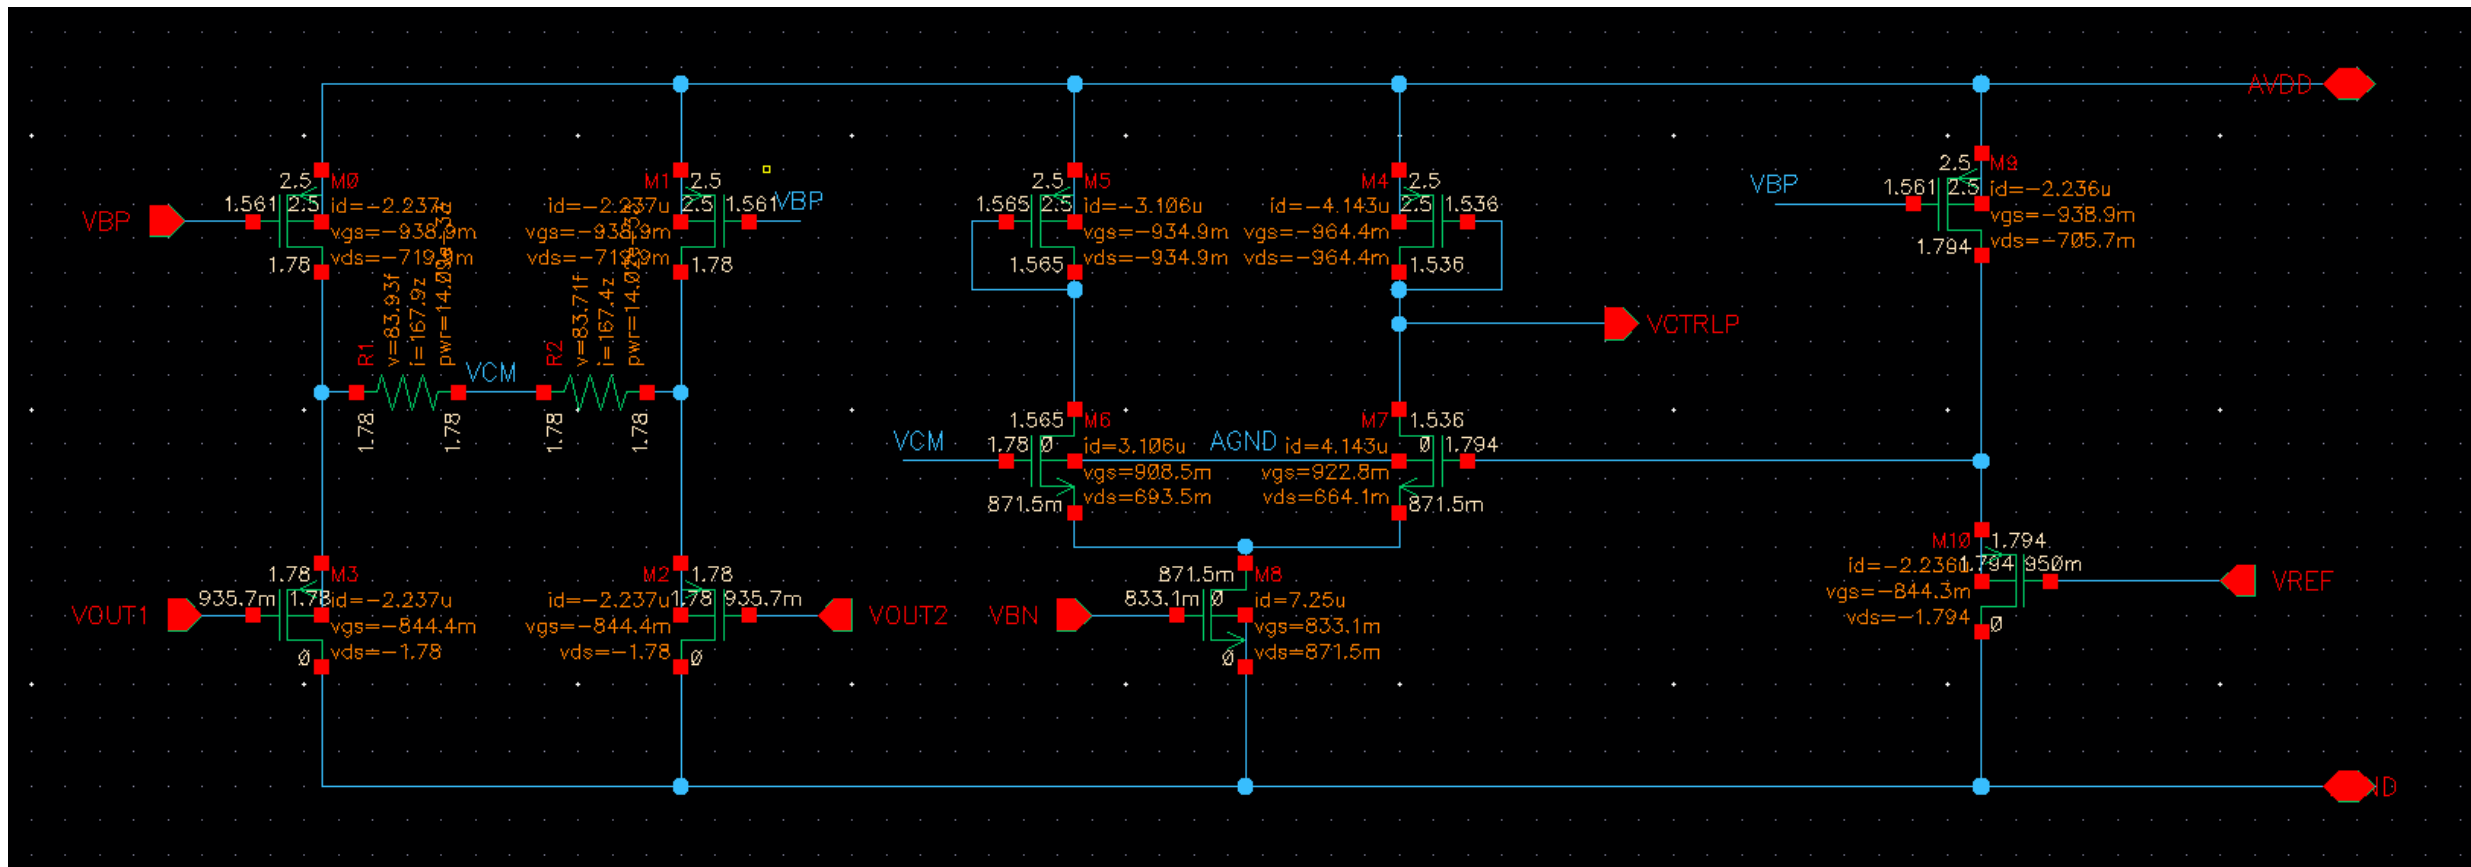 AVDD
2.5
M0
1.561
2.5
id=-2.237u
VBP
vgs=-938.9m
vds=-719.9m
1.78
M1
2.5
id=-2.237u
2.5
1.561
VBP
vgs=-938.9m
1.78
2.5
M5
1.565
2.5
id=-3.106u
vgs=-934.9m
vds=-934.9m
1.565
M4
2.5
id=-4.143u
2.5
1.536
vgs=-964.4m
vds=-964.4m
1.536
2.5
M9
VBP
1.561
2.5
id=-2.236u
vgs=-938.9m
vds=-705.7m
1.794
R1
v=83.93f
i=167.9z
1.78
1.78
VCM
R2
v=83.71f
i=167.4z
1.78
1.78
VCTRLP
1.565
M6
VCM
1.78
0
id=3.106u
vgs=908.5m
vds=693.5m
871.5m
AGND
M7
1.536
id=4.143u
0
1.794
vgs=922.8m
vds=664.1m
871.5m
1.78
M3
935.7m
1.78
id=-2.237u
VOUT1
vgs=-844.4m
0
vds=-1.78
M2
1.78
id=-2.237u
1.78
935.7m
VOUT2
vgs=-844.4m
vds=-1.78
0
871.5m
M8
VBN
833.1m
0
id=7.25u
vgs=833.1m
0
vds=871.5m
M10
1.794
id=-2.236u
1.794
950m
VREF
vgs=-844.3m
vds=-1.794
0